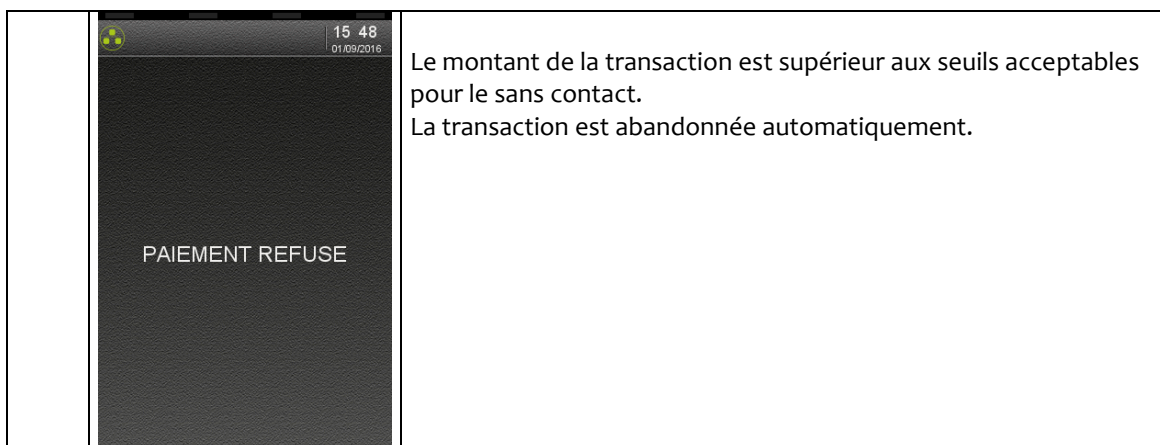 15 48
01/09/2016
PAIEMENT REFUSE
Le montant de la transaction est supérieur aux seuils acceptables
pour le sans contact.
La transaction est abandonnée automatiquement.